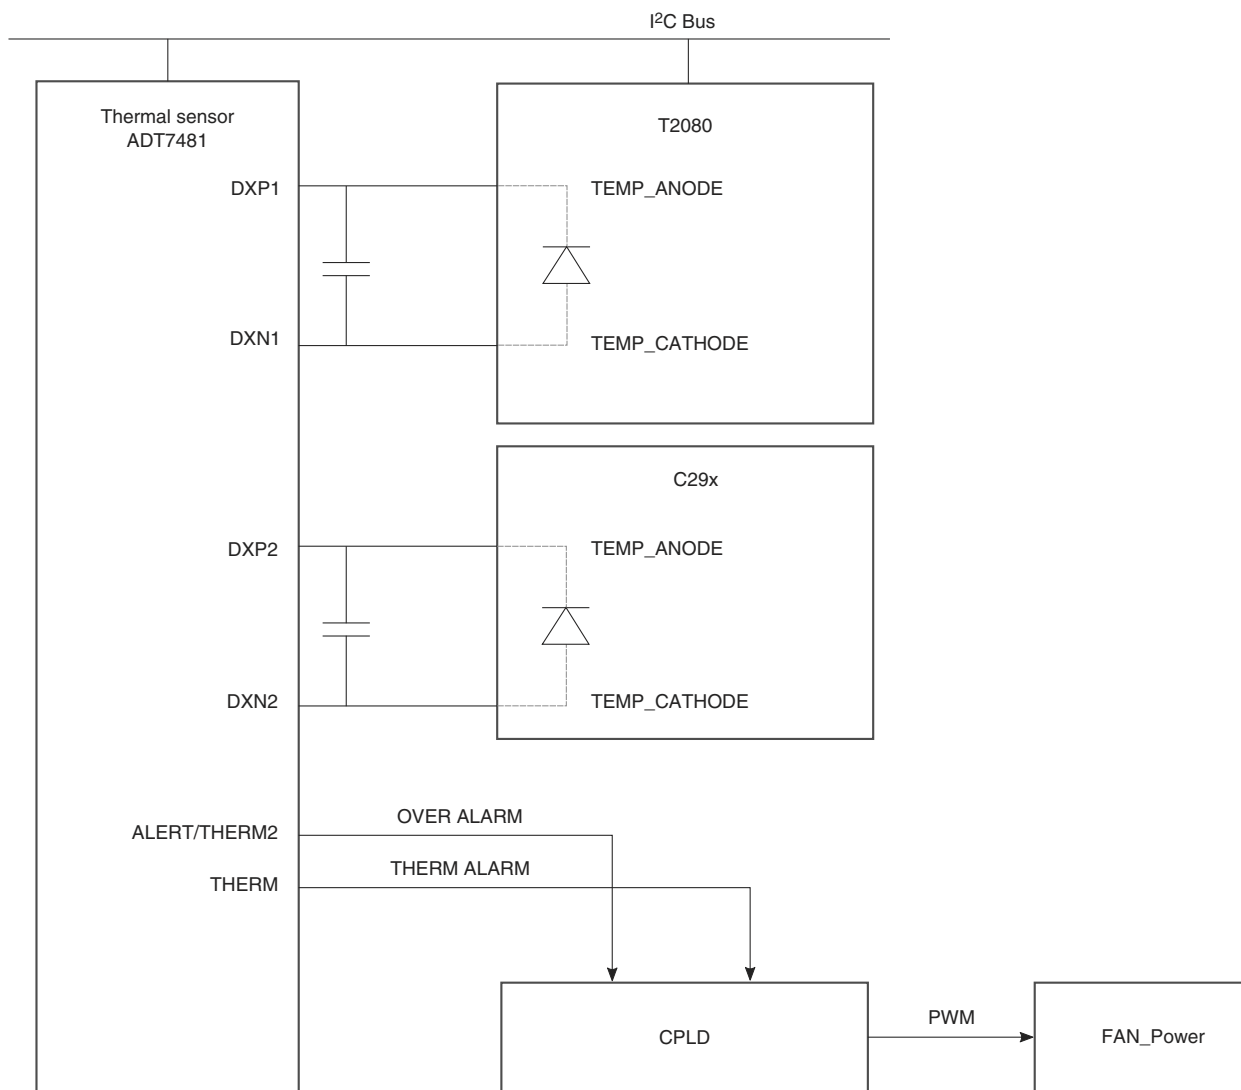 I²C Bus
Thermal sensor
ADT7481
T2080
DXP1
TEMP_ANODE
DXN1
TEMP_CATHODE
C29x
DXP2
TEMP_ANODE
DXN2
TEMP_CATHODE
ALERT/THERM2
OVER ALARM
THERM
THERM ALARM
CPLD
PWM
FAN_Power